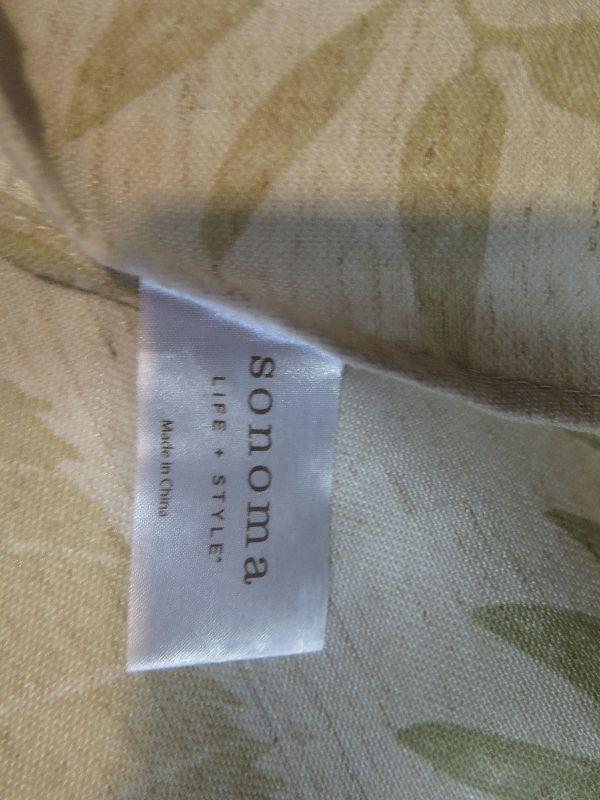 sonoma
LIFE + STYLE®
Made in China